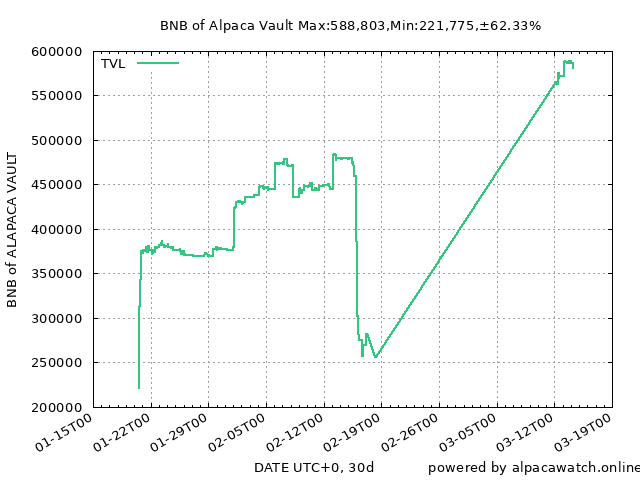 BNB of Alpaca Vault Max:588,803,Min:221,775,±62.33%
TVL
BNB of ALAPACA VAULT
600000
550000
500000
450000
400000
350000
300000
250000
200000
01-15T00
01-22T00
01-29T00
02-05T00
02-12T00
02-19T00
02-26T00
03-05T00
03-12T00
03-19T00
DATE UTC+0, 30d
powered by alpacawatch.online